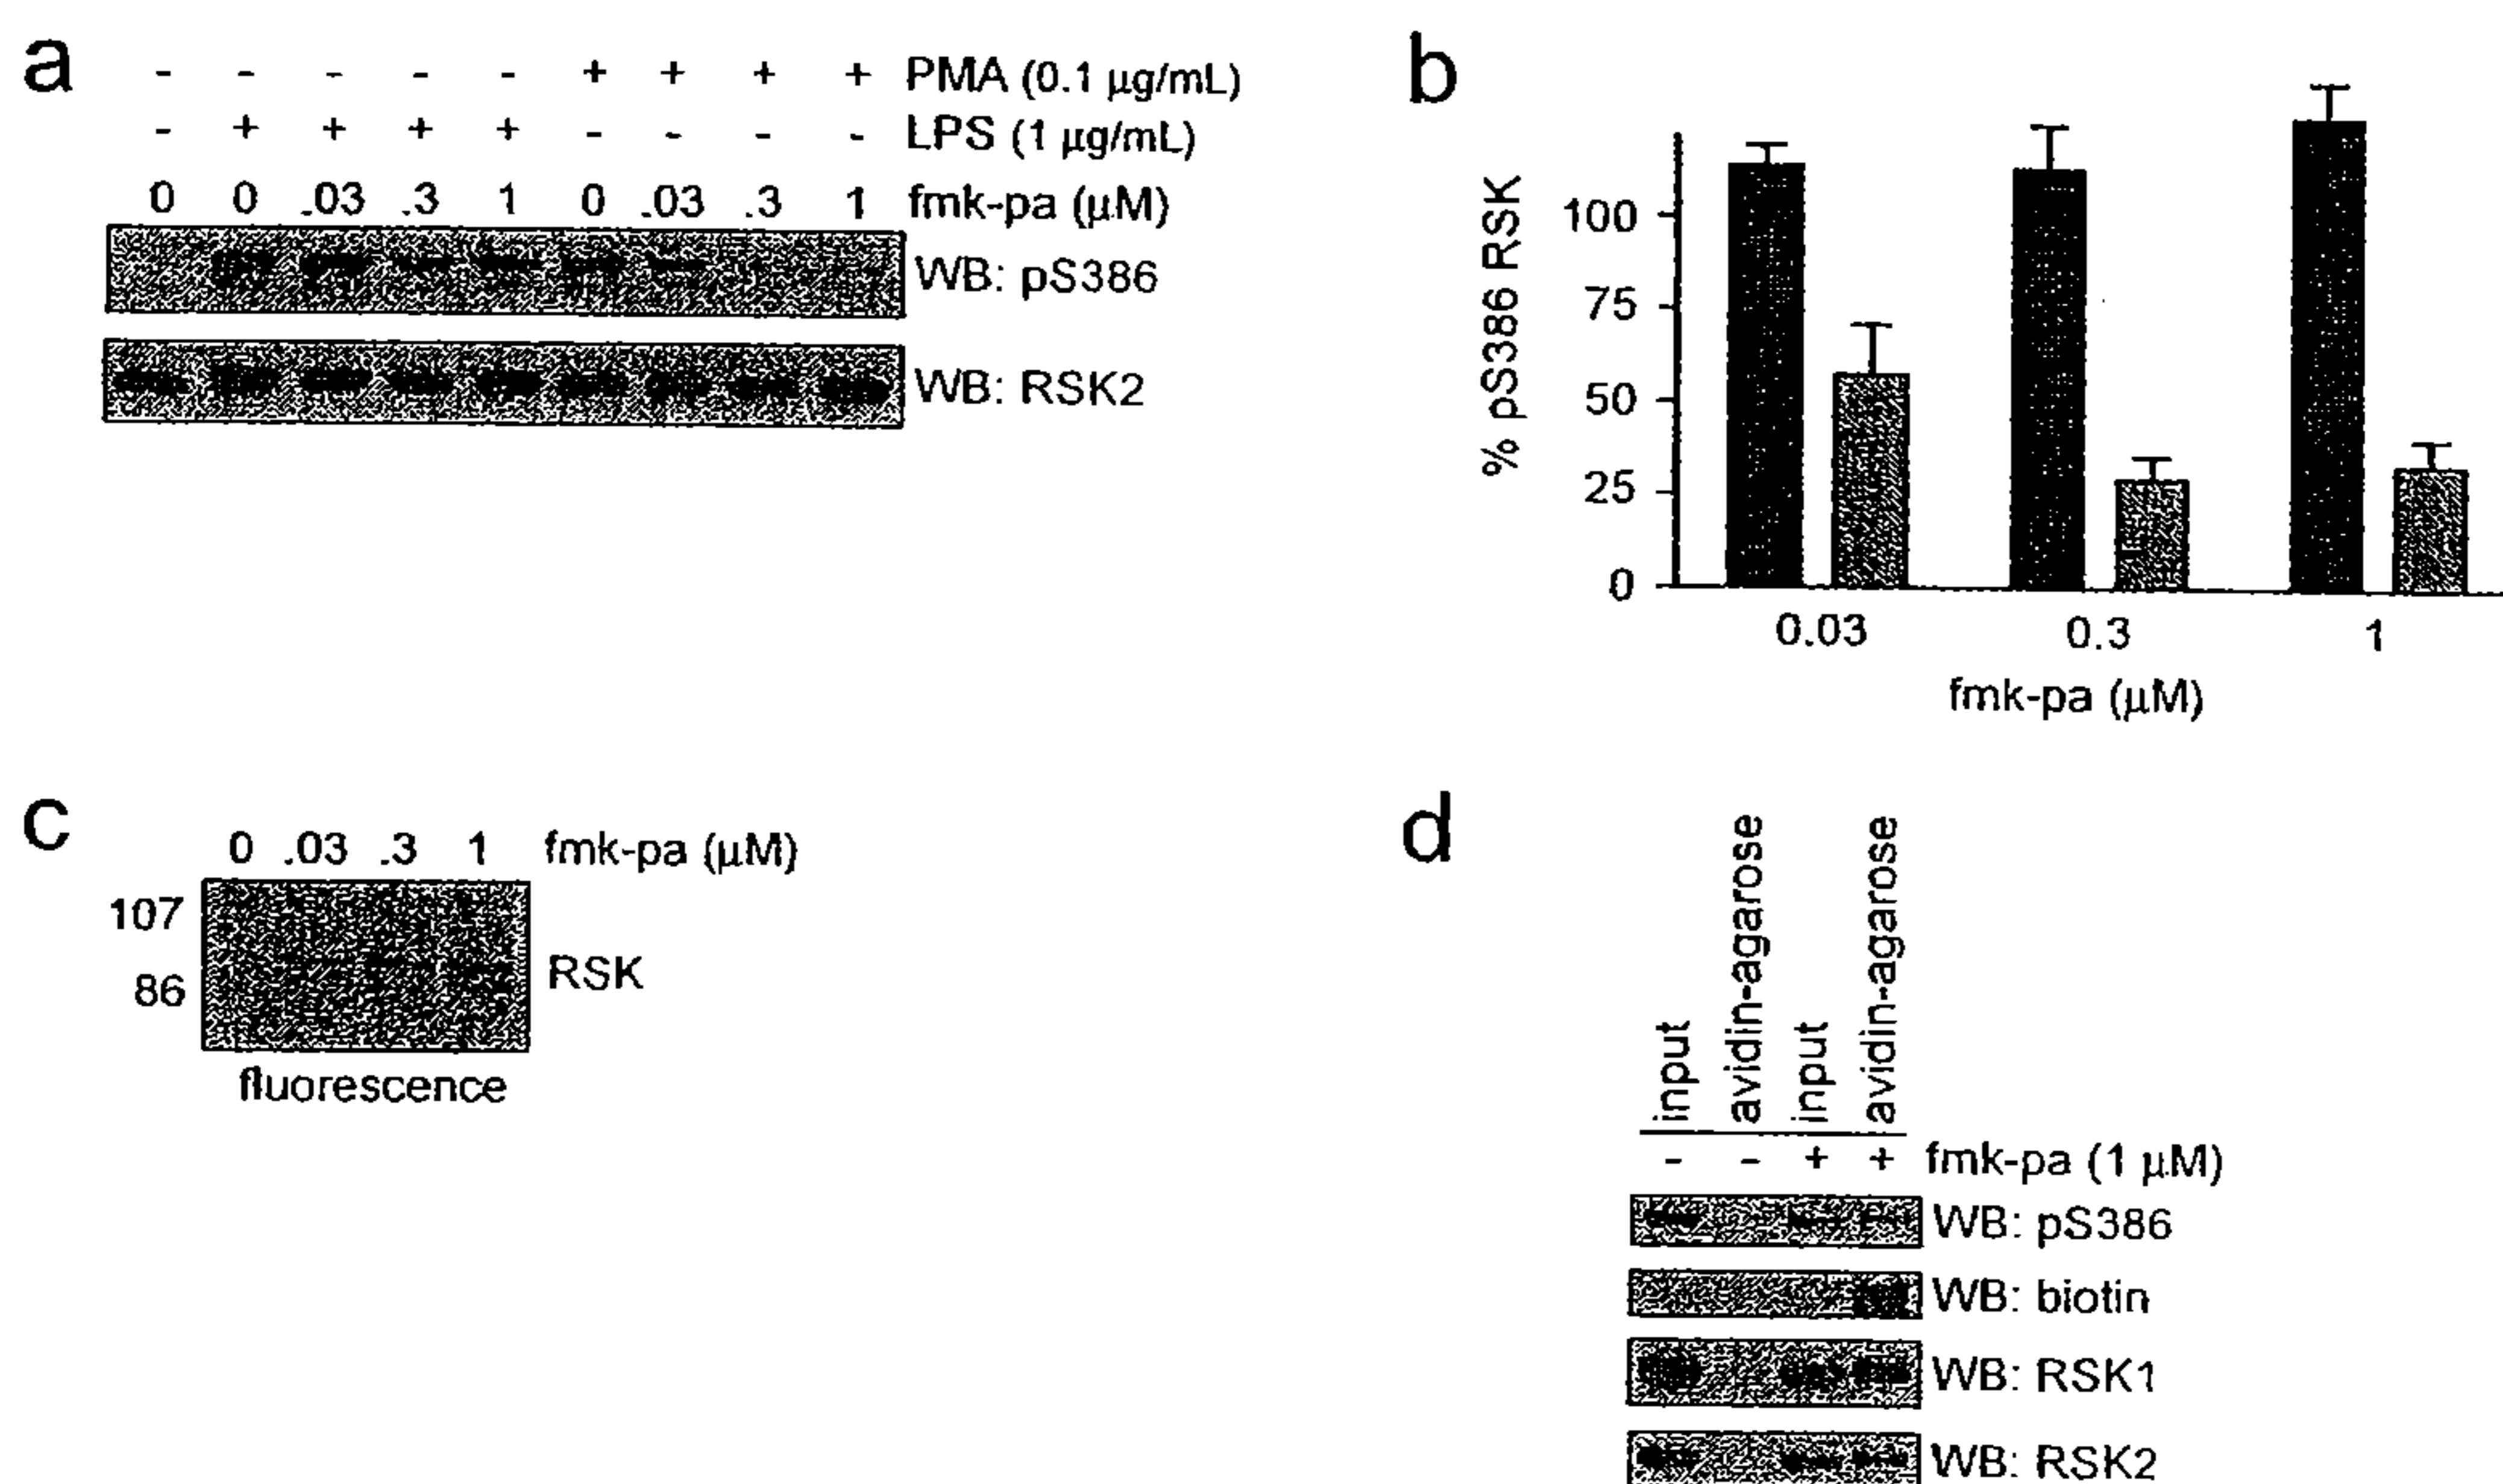 a
- - - - - + + + + PMA (0.1 µg/mL)
- + + + + - - - - LPS (1 µg/mL)
0 0 .03 .3 1 0 .03 .3 1 fmk-pa (µM)
WB: pS386
WB: RSK2
b
% pS386 RSK
100
75
50
25
0
0.03 0.3 1
fmk-pa (µM)
c
0 .03 .3 1 fmk-pa (µM)
107
86
RSK
fluorescence
d
input
avidin-agarose
input
avidin-agarose
- - + + fmk-pa (1 µM)
WB: pS386
WB: biotin
WB: RSK1
WB: RSK2